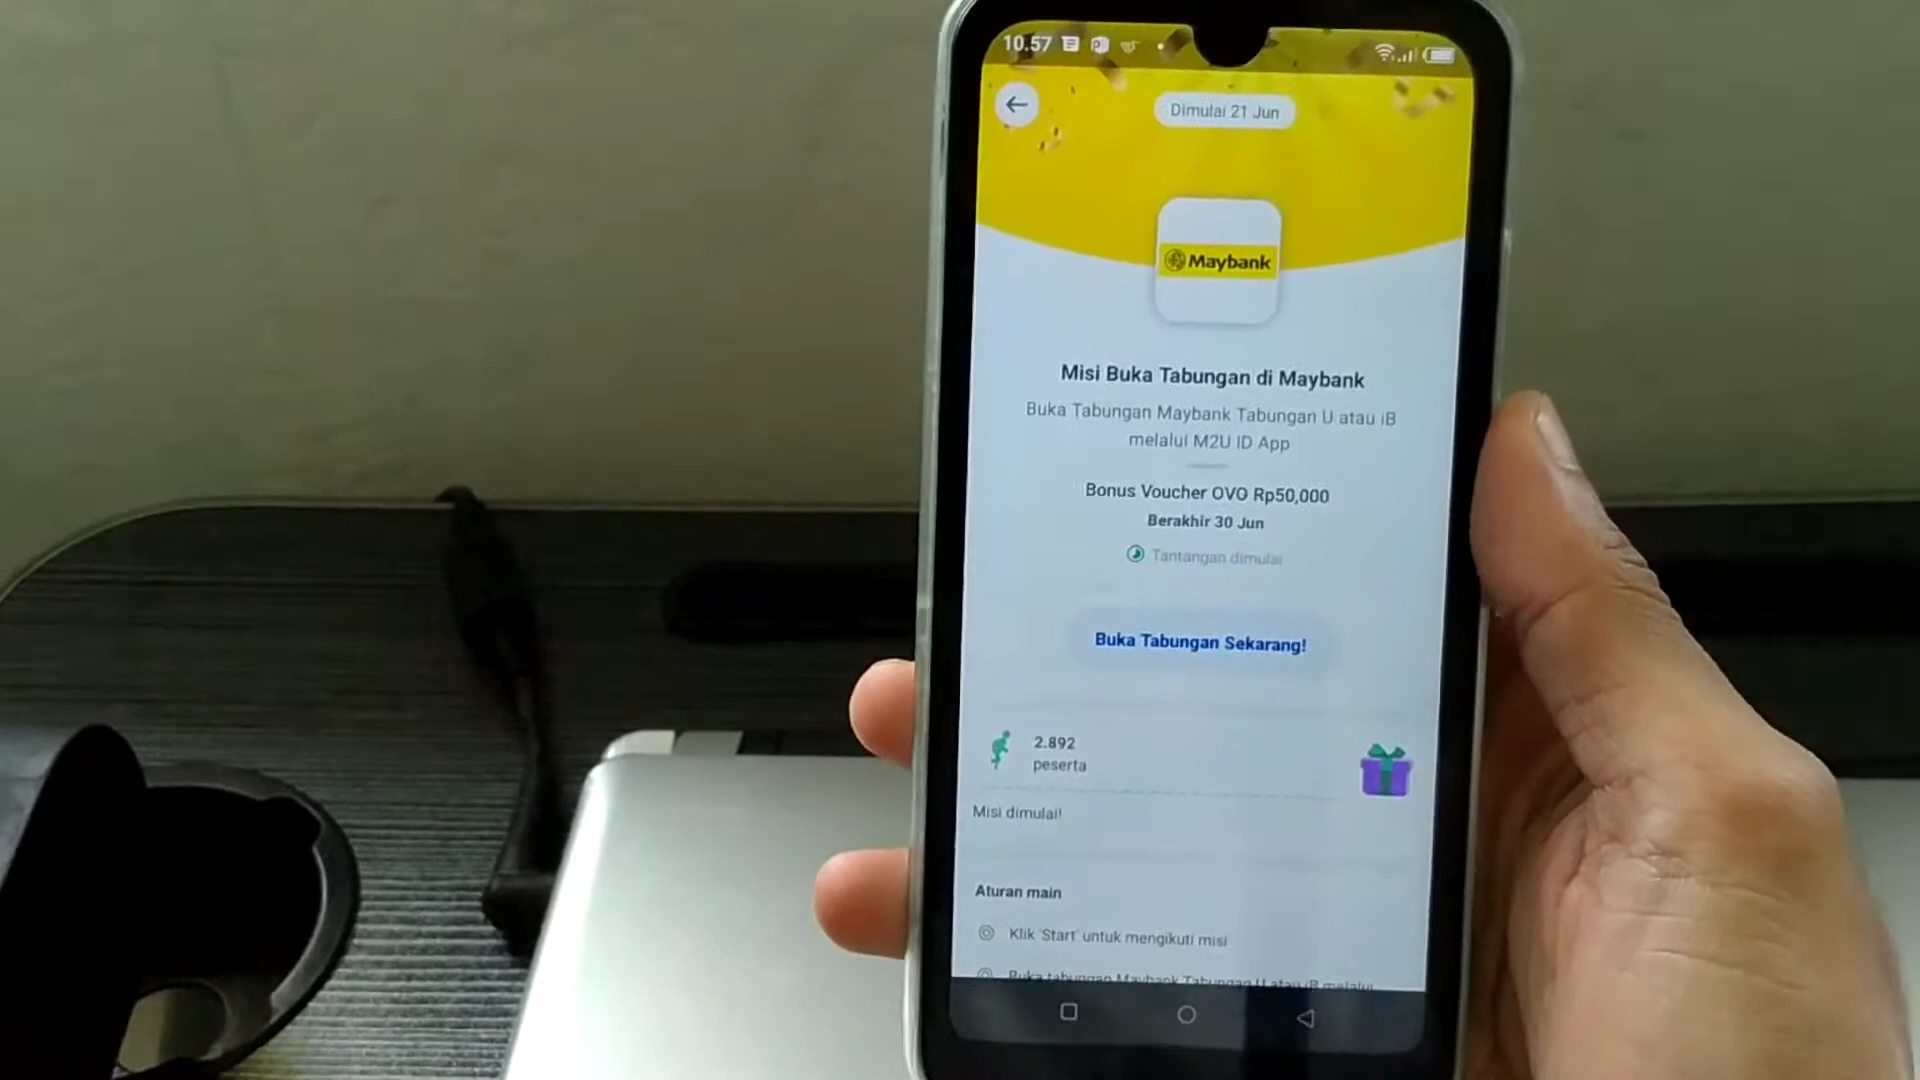 10.57
Dimulai 21 Jun
Maybank
Misi Buka Tabungan di Maybank
Buka Tabungan Maybank Tabungan U atau iB
melalui M2U ID App
Bonus Voucher OVO Rp50,000
Berakhir 30 Jun
Tantangan dimulai
Buka Tabungan Sekarang!
2.892
peserta
Misi dimulai!
Aturan main
Klik 'Start' untuk mengikuti misi
Buka tabungan Maybank Tabungan U atau iB melalui